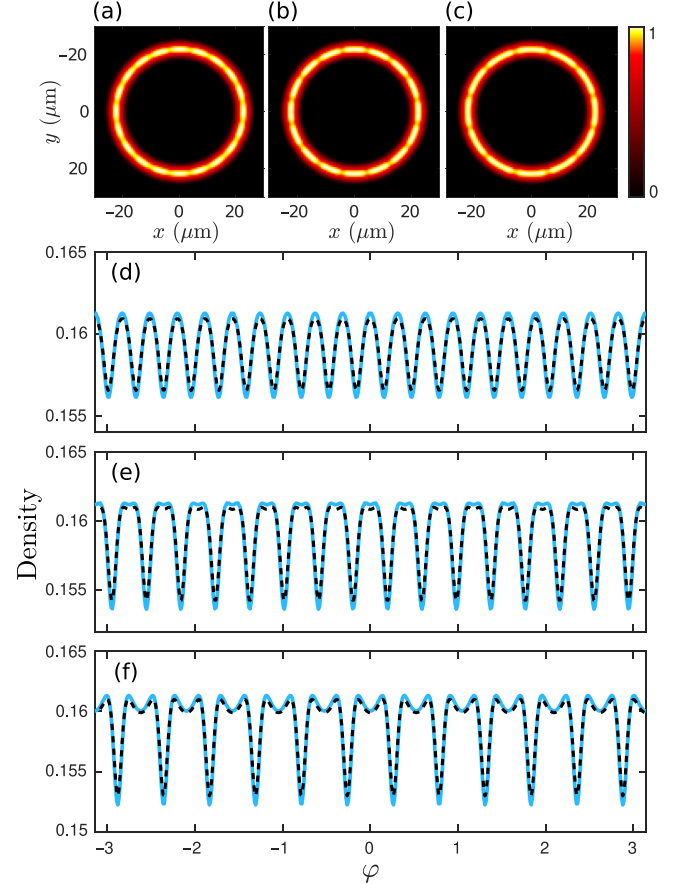 (a) (b) (c)
−20 0 20
y (μm)
1
0
−20 0 20 −20 0 20 −20 0 20
x (μm) x (μm) x (μm)
0.165
(d)
0.16
0.155
0.165
(e)
0.16
0.155
Density
0.165
(f)
0.16
0.155
0.15
−3 −2 −1 0 1 2 3
φ